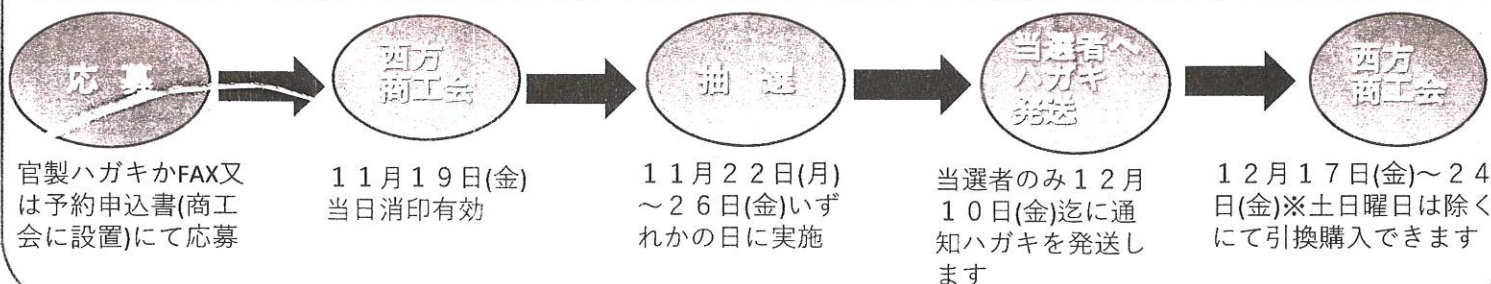 応 募
官製ハガキかFAX又
は予約申込書(商工
会に設置)にて応募
西方
商工会
11月19日(金)
当日消印有効
抽 選
11月22日(月)
～26日(金)いず
れかの日に実施
当選者へ
ハガキ
発送
当選者のみ12月
10日(金)迄に通
知ハガキを発送し
ます
西方
商工会
12月17日(金)～24
日(金)※土日曜日は除く
にて引換購入できます